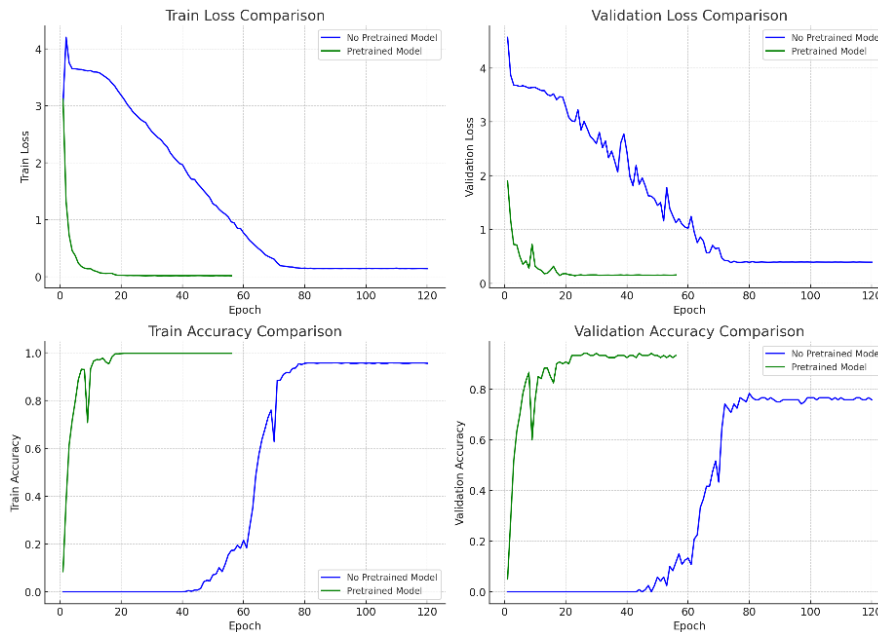 Train Loss Comparison
No Pretrained Model
Pretrained Model
Train Loss
4
3
2
1
0
0 20 40 60 80 100 120
Epoch
Validation Loss Comparison
No Pretrained Model
Pretrained Model
Validation Loss
4
3
2
1
0
0 20 40 60 80 100 120
Epoch
Train Accuracy Comparison
Train Accuracy
1.0
0.8
0.6
0.4
0.2
0.0
No Pretrained Model
Pretrained Model
0 20 40 60 80 100 120
Epoch
Validation Accuracy Comparison
No Pretrained Model
Pretrained Model
Validation Accuracy
0.8
0.6
0.4
0.2
0.0
0 20 40 60 80 100 120
Epoch